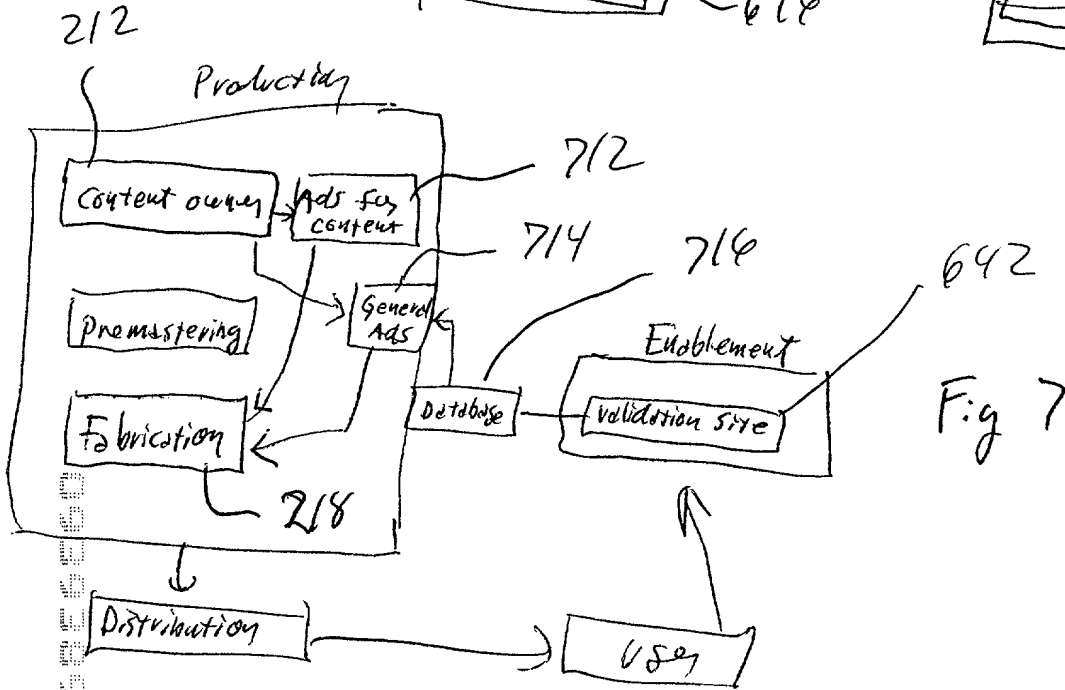 616
212
Production
712
Content owner
Ads for
content
714
716
642
General
Ads
Premastering
Enablement
Database
Validation site
Fig 7
Fabrication
218
Distribution
User